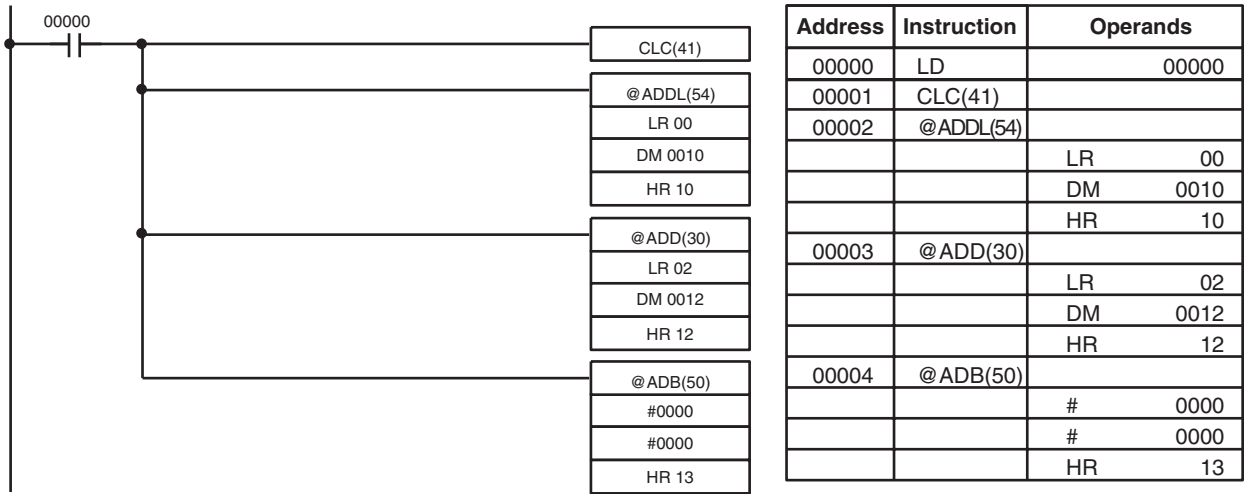 00000
CLC(41)
@ADDL(54)
LR 00
DM 0010
HR 10
@ADD(30)
LR 02
DM 0012
HR 12
@ADB(50)
#0000
#0000
HR 13
Address Instruction Operands
00000 LD 00000
00001 CLC(41)
00002 @ADDL(54)
LR 00
DM 0010
HR 10
00003 @ADD(30)
LR 02
DM 0012
HR 12
00004 @ADB(50)
# 0000
# 0000
HR 13